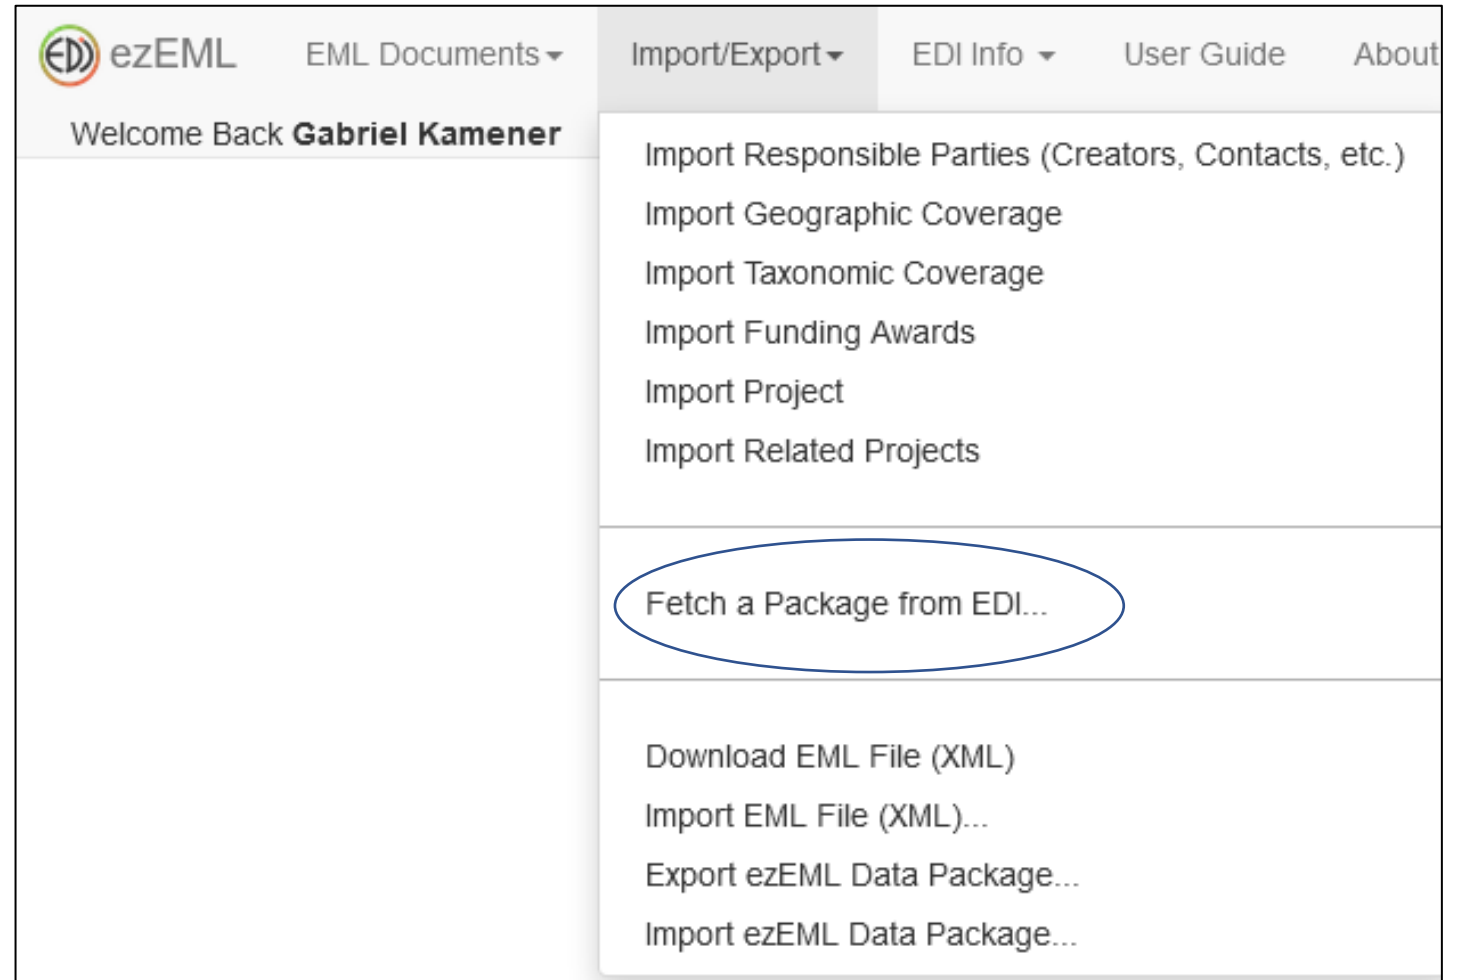 EDI ezEML EML Documents Import/Export EDI Info User Guide About
Welcome Back Gabriel Kamener
Import Responsible Parties (Creators, Contacts, etc.)
Import Geographic Coverage
Import Taxonomic Coverage
Import Funding Awards
Import Project
Import Related Projects
Fetch a Package from EDI...
Download EML File (XML)
Import EML File (XML)...
Export ezEML Data Package...
Import ezEML Data Package...